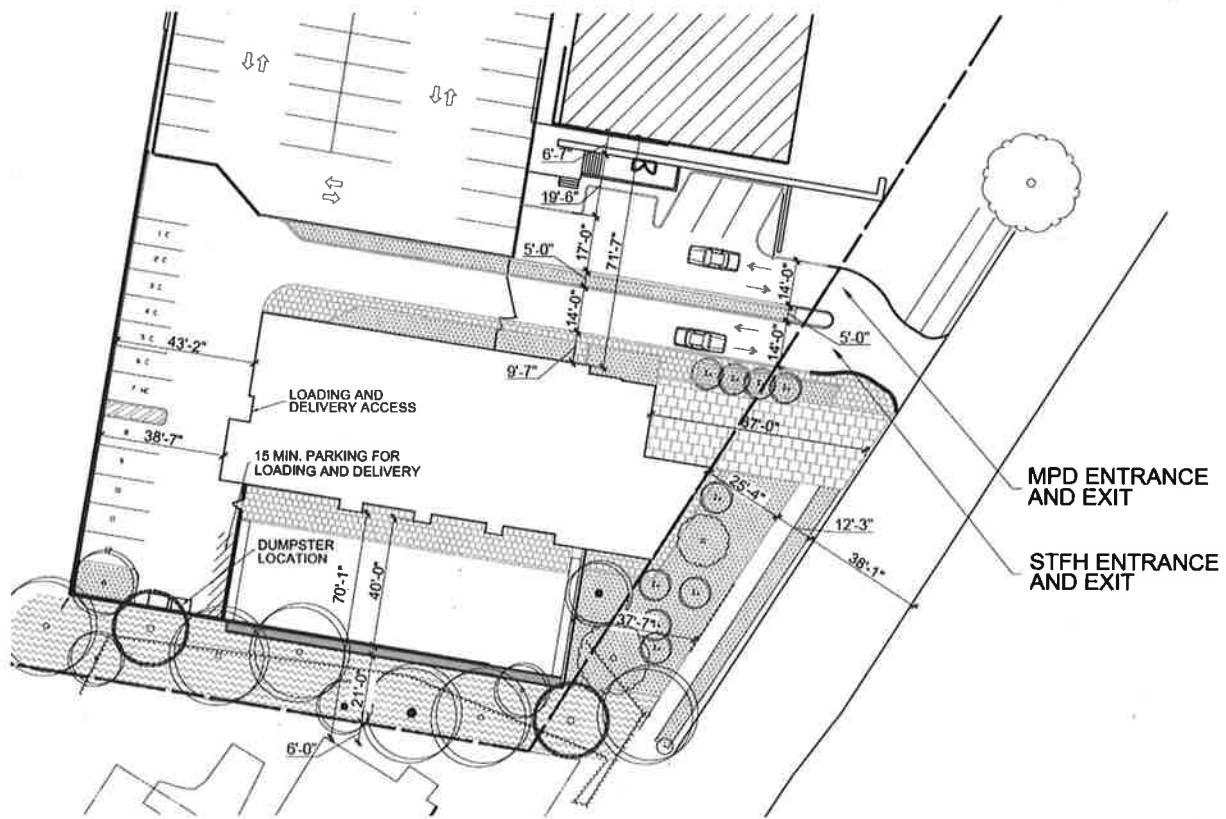 6'-7"
19'-6"
17'-0"
71'-7"
5'-0"
14'-0"
14'-0"
14'-0"
5'-0"
9'-7"
43'-2"
LOADING AND
DELIVERY ACCESS
38'-7"
15 MIN. PARKING FOR
LOADING AND DELIVERY
25'-4"
12'-3"
38'-1"
MPD ENTRANCE
AND EXIT
STFH ENTRANCE
AND EXIT
DUMPSTER
LOCATION
70'-1"
40'-0"
37'-7"
21'-0"
6'-0"